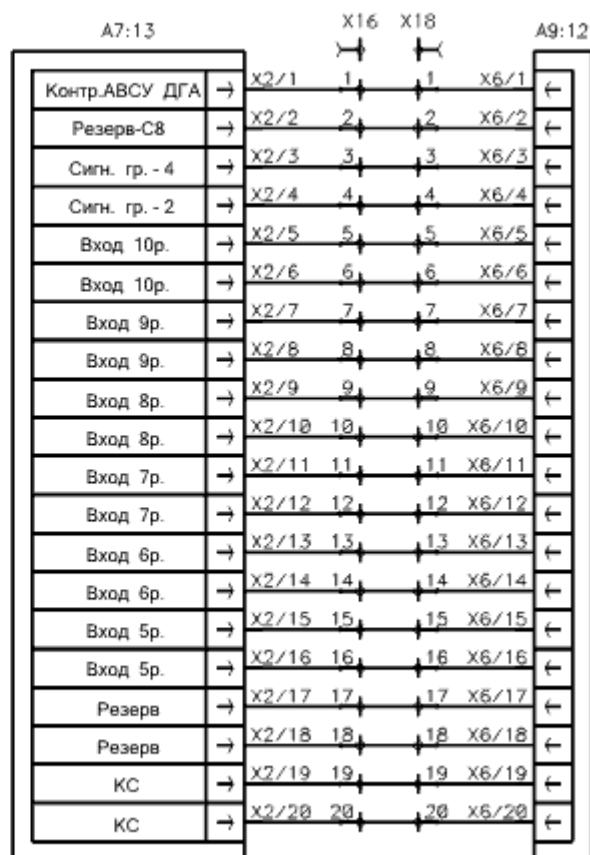 X16 X18
A7:13 A9:12
Контр.АВСУ ДГА X2/1 1 1 X6/1
Резерв-С8 X2/2 2 2 X6/2
Сигн. гр. - 4 X2/3 3 3 X6/3
Сигн. гр. - 2 X2/4 4 4 X6/4
Вход 10р. X2/5 5 5 X6/5
Вход 10р. X2/6 6 6 X6/6
Вход 9р. X2/7 7 7 X6/7
Вход 9р. X2/8 8 8 X6/8
Вход 8р. X2/9 9 9 X6/9
Вход 8р. X2/10 10 10 X6/10
Вход 7р. X2/11 11 11 X6/11
Вход 7р. X2/12 12 12 X6/12
Вход 6р. X2/13 13 13 X6/13
Вход 6р. X2/14 14 14 X6/14
Вход 5р. X2/15 15 15 X6/15
Вход 5р. X2/16 16 16 X6/16
Резерв X2/17 17 17 X6/17
Резерв X2/18 18 18 X6/18
КС X2/19 19 19 X6/19
КС X2/20 20 20 X6/20